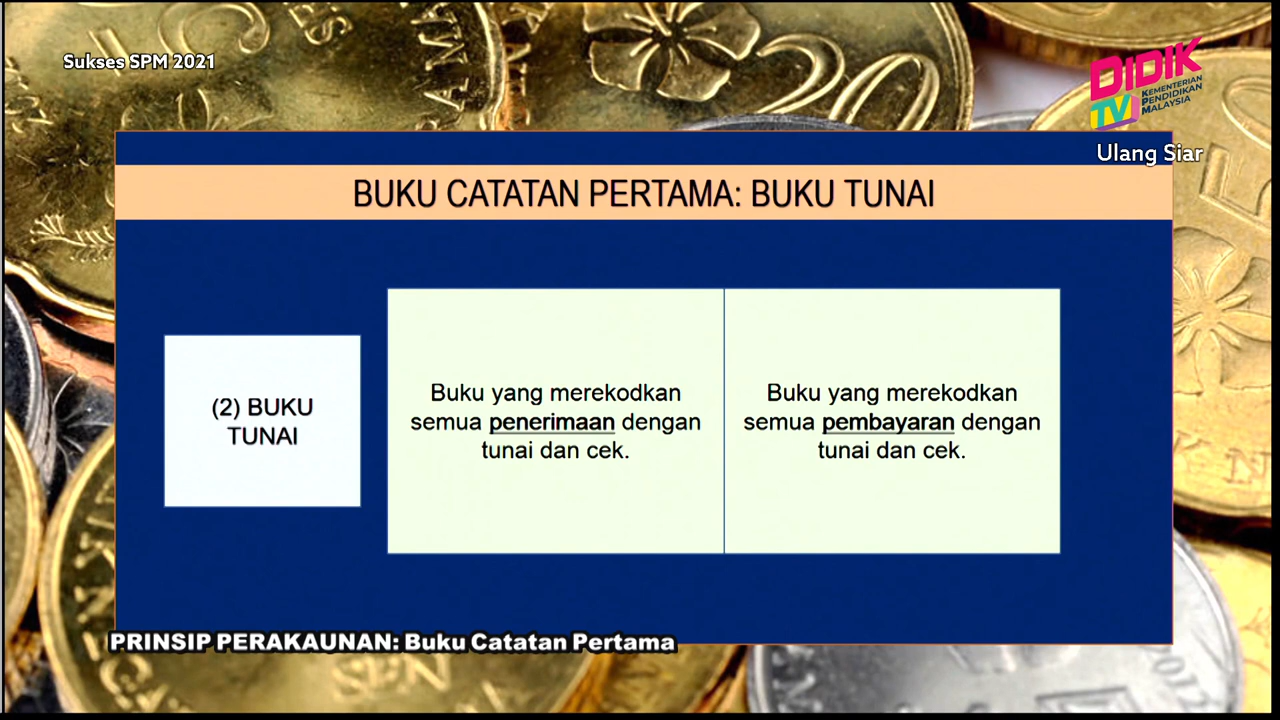 Sukses SPM 2021
DIDIK
TV
KEMENTERIAN
PENDIDIKAN
MALAYSIA
Ulang Siar
BUKU CATATAN PERTAMA: BUKU TUNAI
(2) BUKU
TUNAI
Buku yang merekodkan
semua penerimaan dengan
tunai dan cek.
Buku yang merekodkan
semua pembayaran dengan
tunai dan cek.
PRINSIP PERAKAUNAN: Buku Catatan Pertama
20